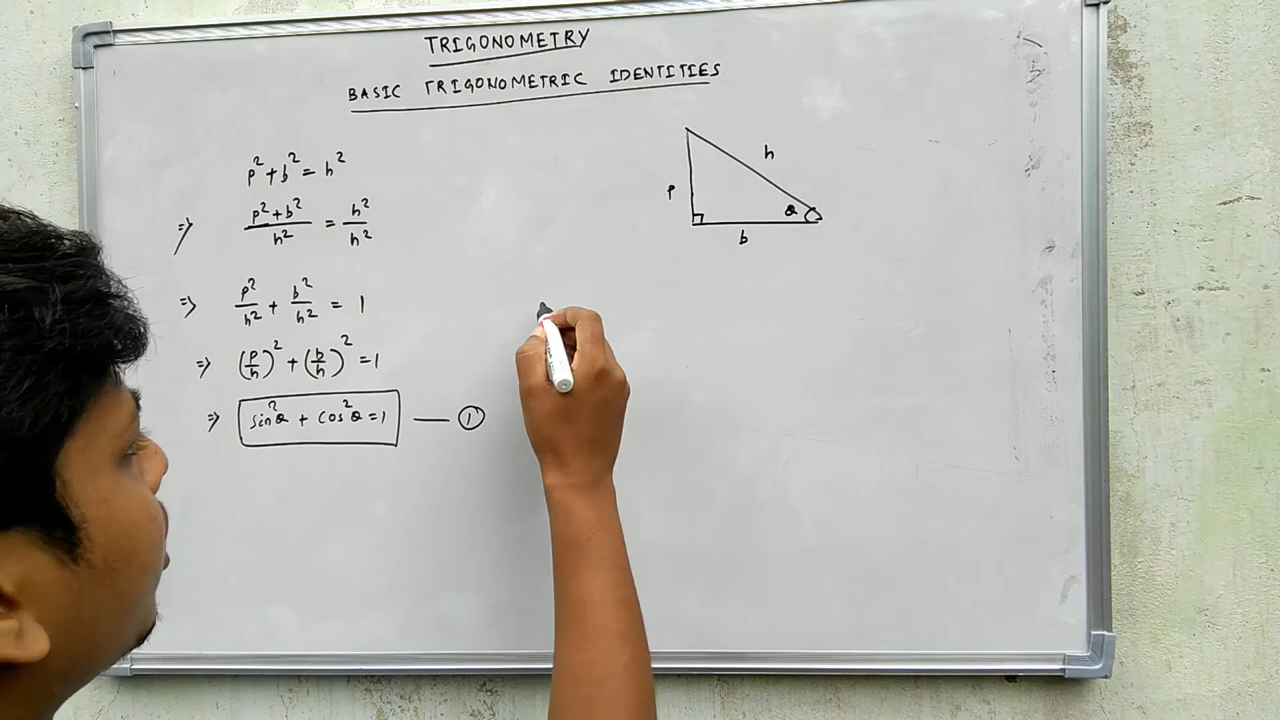 TRIGONOMETRY
BASIC TRIGONOMETRIC IDENTITIES
p² + b² = h²
⇒ (p² + b²)/h² = h²/h²
⇒ p²/h² + b²/h² = 1
⇒ (p/h)² + (b/h)² = 1
⇒ sin²θ + cos²θ = 1 — ①
h
p
θ
b